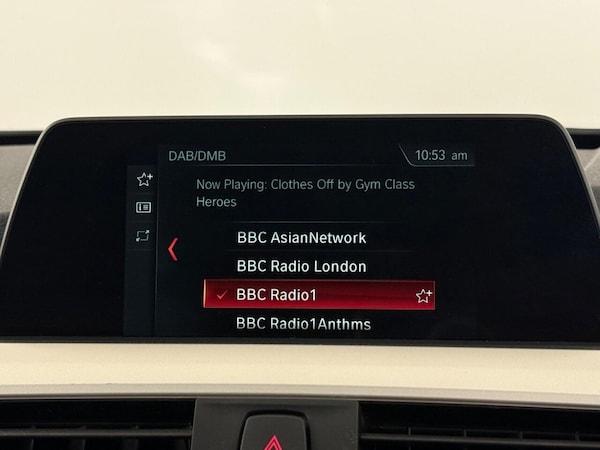 DAB/DMB
10:53 am
Now Playing: Clothes Off by Gym Class
Heroes
BBC AsianNetwork
BBC Radio London
BBC Radio1
BBC Radio1Anthms